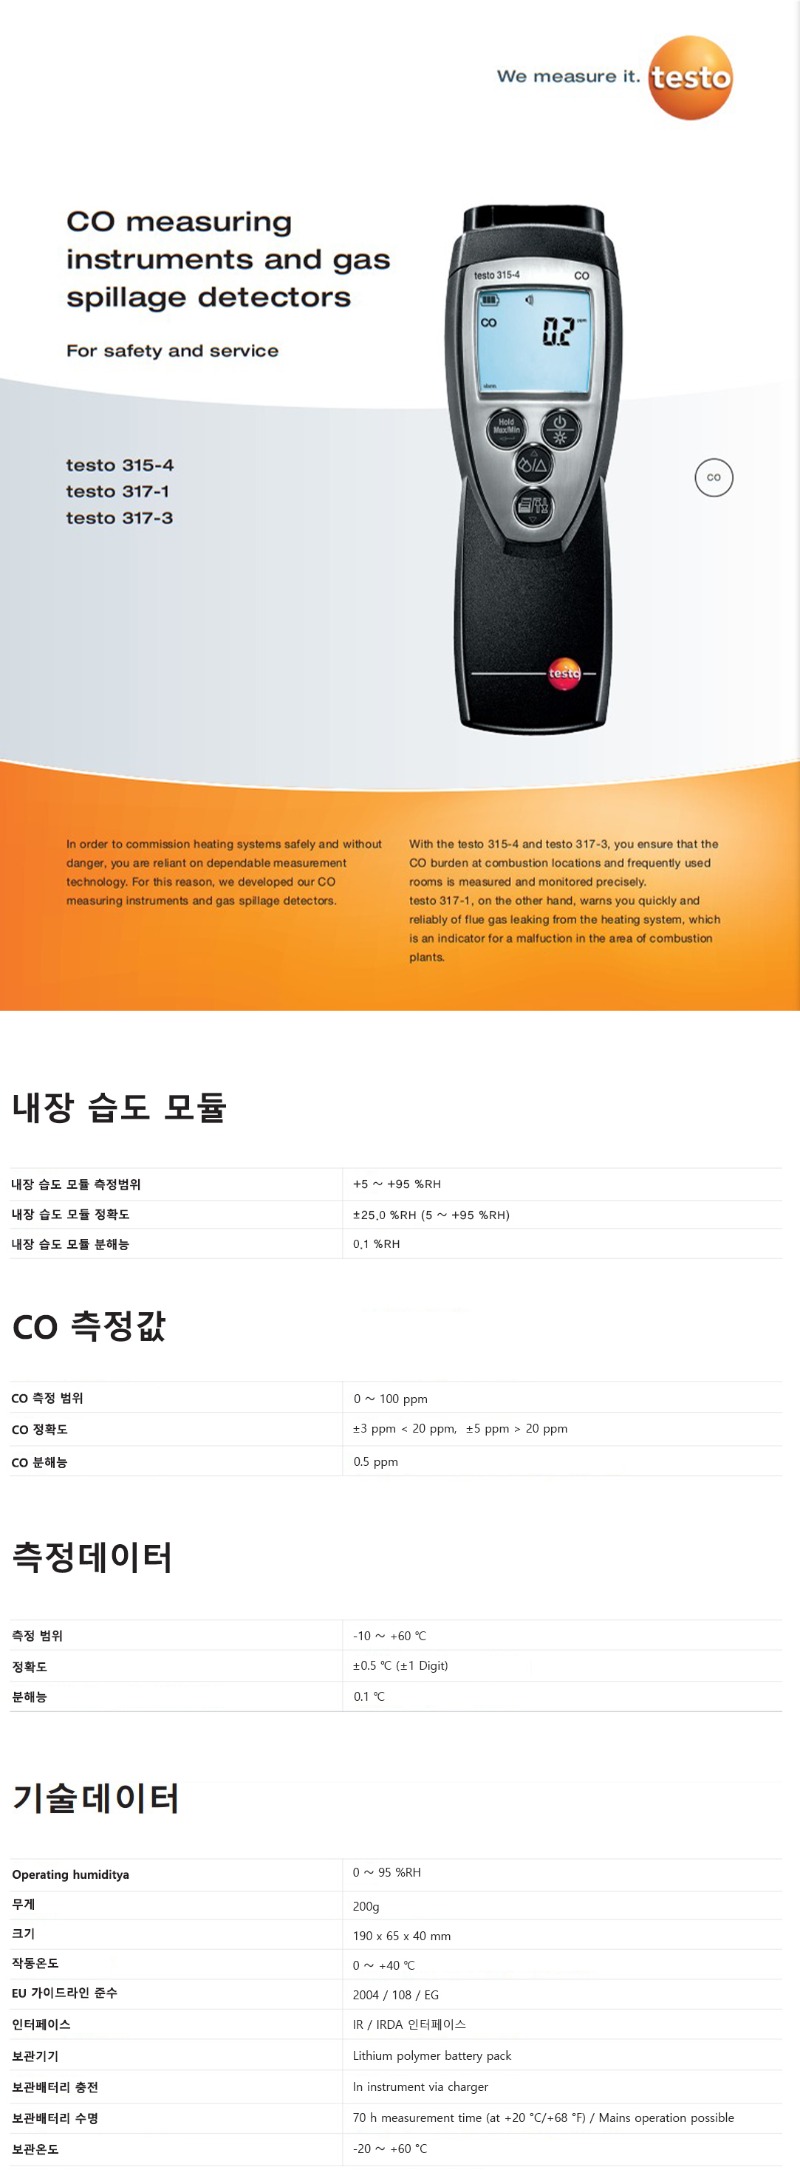 We measure it. testo
CO measuring
instruments and gas
spillage detectors
For safety and service
testo 315-4
testo 317-1
testo 317-3
testo 315-4 CO
CO 0.2 ppm
Hold
Max/Min
testo
CO
In order to commission heating systems safely and without
danger, you are reliant on dependable measurement
technology. For this reason, we developed our CO
measuring instruments and gas spillage detectors.
With the testo 315-4 and testo 317-3, you ensure that the
CO burden at combustion locations and frequently used
rooms is measured and monitored precisely.
testo 317-1, on the other hand, warns you quickly and
reliably of flue gas leaking from the heating system, which
is an indicator for a malfuction in the area of combustion
plants.
내장 습도 모듈
내장 습도 모듈 측정범위 +5 ~ +95 %RH
내장 습도 모듈 정확도 ±25.0 %RH (5 ~ +95 %RH)
내장 습도 모듈 분해능 0.1 %RH
CO 측정값
CO 측정 범위 0 ~ 100 ppm
CO 정확도 ±3 ppm < 20 ppm, ±5 ppm > 20 ppm
CO 분해능 0.5 ppm
측정데이터
측정 범위 -10 ~ +60 ℃
정확도 ±0.5 ℃ (±1 Digit)
분해능 0.1 ℃
기술데이터
Operating humiditya 0 ~ 95 %RH
무게 200g
크기 190 x 65 x 40 mm
작동온도 0 ~ +40 ℃
EU 가이드라인 준수 2004 / 108 / EG
인터페이스 IR / IRDA 인터페이스
보관기기 Lithium polymer battery pack
보관배터리 충전 In instrument via charger
보관배터리 수명 70 h measurement time (at +20 °C/+68 °F) / Mains operation possible
보관온도 -20 ~ +60 °C